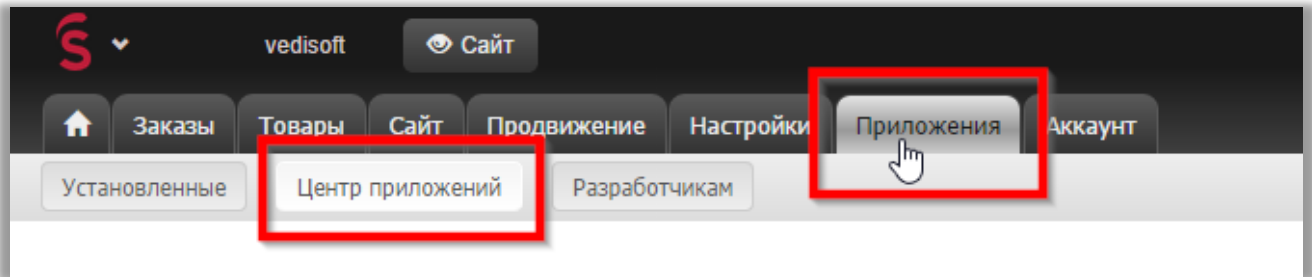 vedisoft Сайт
Заказы Товары Сайт Продвижение Настройки Приложения Аккаунт
Установленные Центр приложений Разработчикам